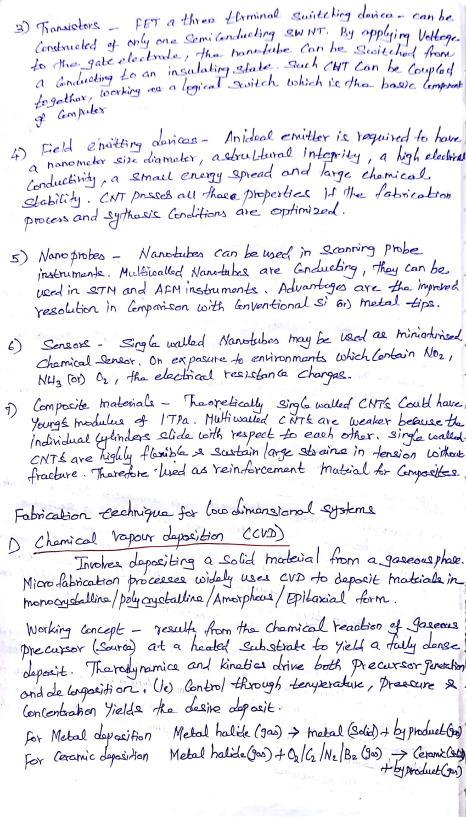 3) Transistors - FET a three terminal switching device - can be
Constructed of only one Semi Conducting SWNT. By applying Voltage
to the gate electrode, the nanotube Can be Switched from
a Conducting to an insulating state. Such CNT Can be Coupled
together, working as a logical switch which is the basic Component
of Computer
4) Field emitting devices - An ideal emitter is required to have
a nanometer size diameter, a structural integrity, a high electrical
Conductivity, a small energy spread and large chemical
Stability. CNT posses all these properties if the fabrication
process and sythesis Conditions are optimized.
5) Nano probes - Nanotubes can be used in Scanning probe
instruments. Multiwalled Nanotubes are Conducting, they Can be
used in STM and AFM instruments. Advantages are the improved
resolution in Comparison with Conventional Si (or) metal tips.
6) Sensors - Single walled Nanotubes may be used as miniaturised
Chemical Sensor. On exposure to environments which Contain NO2,
NH3 (or) O2, the electrical resistance changes.
7) Composite materials - Theoretically single walled CNTs Could have
Young's modulus of 1TPa. Multiwalled CNTs are weaker because the
individual Cylinders slide with respect to each other. Single walled
CNTs are highly flexible & sustain large strains in tension without
fracture. Therefore used as reinforcement material for Composites.
Fabrication technique for low dimensional systems
1) Chemical Vapour deposition (CVD)
Involves depositing a solid material from a gaseous phase.
Micro fabrication processes widely uses CVD to deposit materials in
monocrystalline / polycrystalline / Amorphous / Epitaxial form.
Working Concept - results from the Chemical reaction of gaseous
precursor (Source) at a heated Substrate to yield a fully dense
deposit. Thermodynamics and kinetics drive both Precursor generation
and decomposition. (ie) Control through temperature, Pressure &
Concentration Yields the desire deposit.
For Metal deposition Metal halide (gas) → metal (Solid) + by product (gas)
For Ceramic deposition Metal halide (gas) + O2/C2/N2/B2 (gas) → Ceramic (solid)
+ by product (gas)